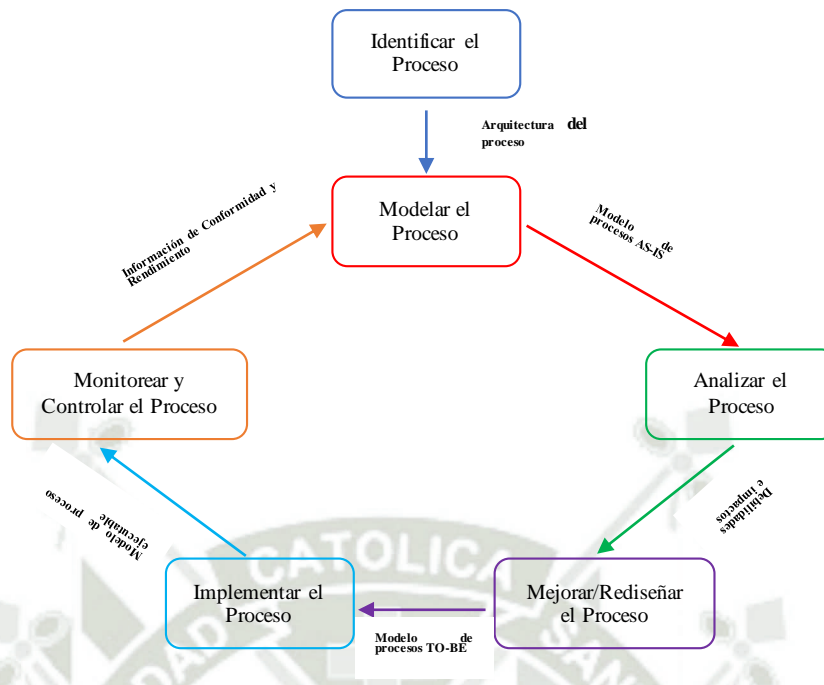 Identificar el
Proceso
Arquitectura del
proceso
Modelar el
Proceso
Modelo de
procesos AS-IS
Información de Conformidad y
Rendimiento
Monitorear y
Controlar el Proceso
Analizar el
Proceso
Debilidades
e impactos
Modelo de proceso
ejecutable
Implementar el
Proceso
Mejorar/Rediseñar
el Proceso
Modelo de
procesos TO-BE
CATOLICA
DAD
SAN